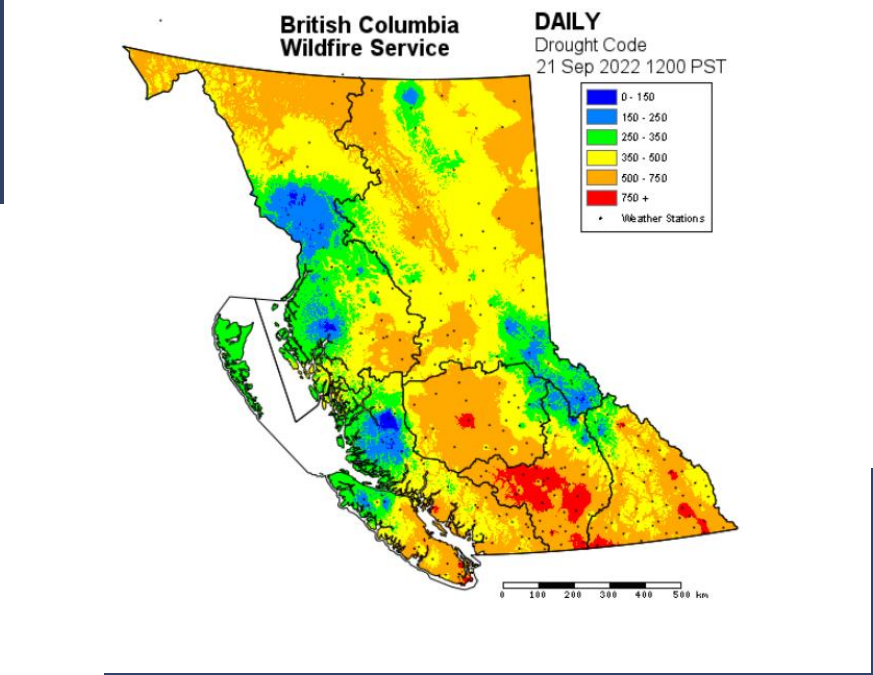 British Columbia
Wildfire Service
DAILY
Drought Code
21 Sep 2022 1200 PST
0 - 150
150 - 250
250 - 350
350 - 500
500 - 750
750 +
Weather Stations
0 100 200 300 400 500 km